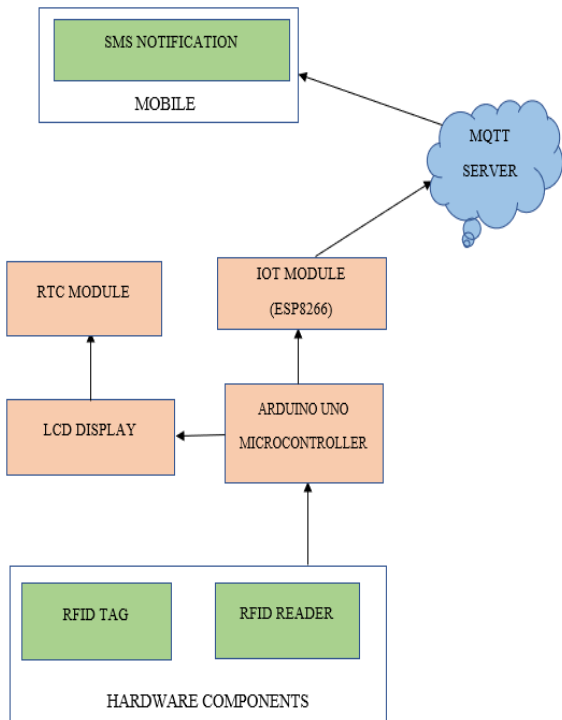 SMS NOTIFICATION
MOBILE
MQTT
SERVER
IOT MODULE
(ESP8266)
RTC MODULE
ARDUINO UNO
MICROCONTROLLER
LCD DISPLAY
RFID TAG
RFID READER
HARDWARE COMPONENTS